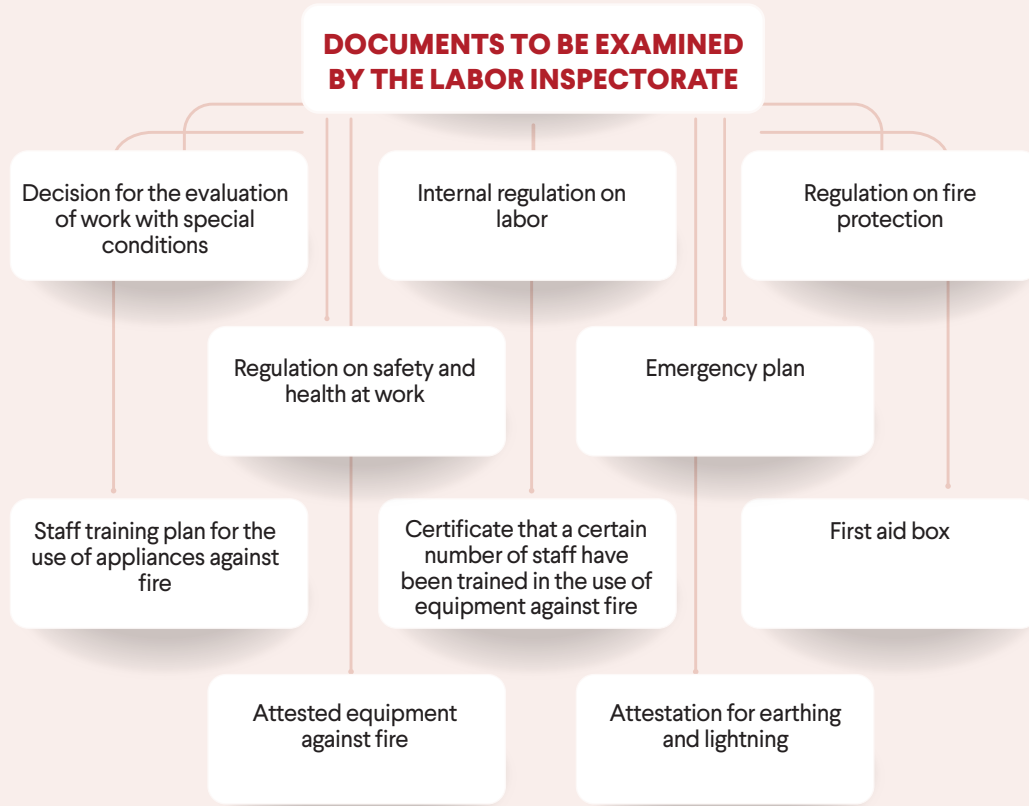 DOCUMENTS TO BE EXAMINED
BY THE LABOR INSPECTORATE
Decision for the evaluation
of work with special
conditions
Internal regulation on
labor
Regulation on fire
protection
Regulation on safety and
health at work
Emergency plan
Staff training plan for the
use of appliances against
fire
Certificate that a certain
number of staff have
been trained in the use of
equipment against fire
First aid box
Attested equipment
against fire
Attestation for earthing
and lightning